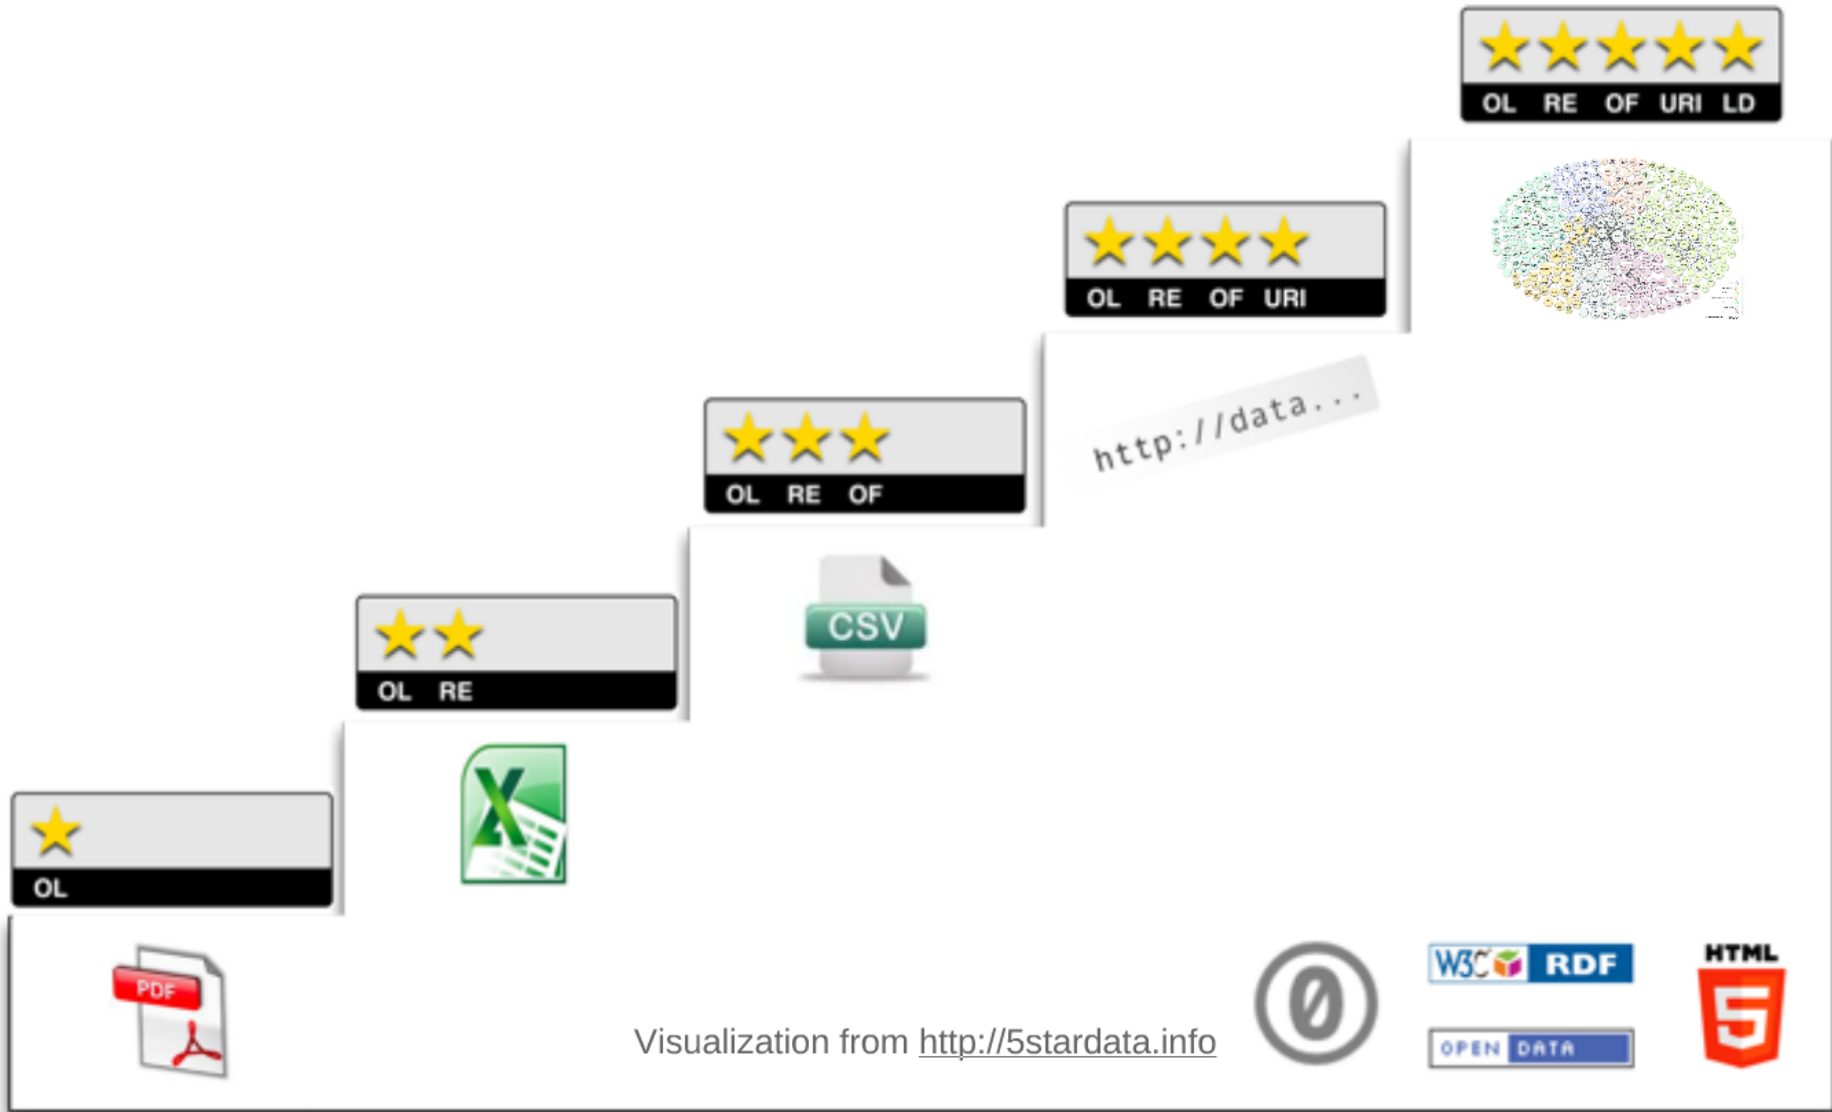 OL RE OF URI LD
OL RE OF URI
http://data...
OL RE OF
CSV
OL RE
X
OL
PDF
Visualization from http://5stardata.info
0
W3C RDF
OPEN DATA
HTML
5